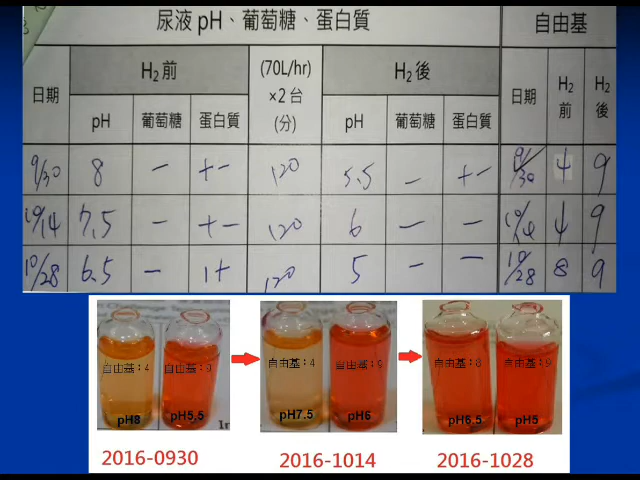 尿液 pH、葡萄糖、蛋白質 自由基
日期 H₂前 (70L/hr) ×2台 (分) H₂後 日期 H₂前 H₂後
pH 葡萄糖 蛋白質 pH 葡萄糖 蛋白質
9/30 8 − +− 120 5.5 − +− 9/30 4 9
10/14 7.5 − +− 120 6 − − 10/14 4 9
10/28 6.5 − 1+ 120 5 − − 10/28 8 9
自由基:4 自由基:9 自由基:4 自由基:9 自由基:8 自由基:9
pH8 pH5.5 pH7.5 pH6 pH6.5 pH5
2016-0930 2016-1014 2016-1028